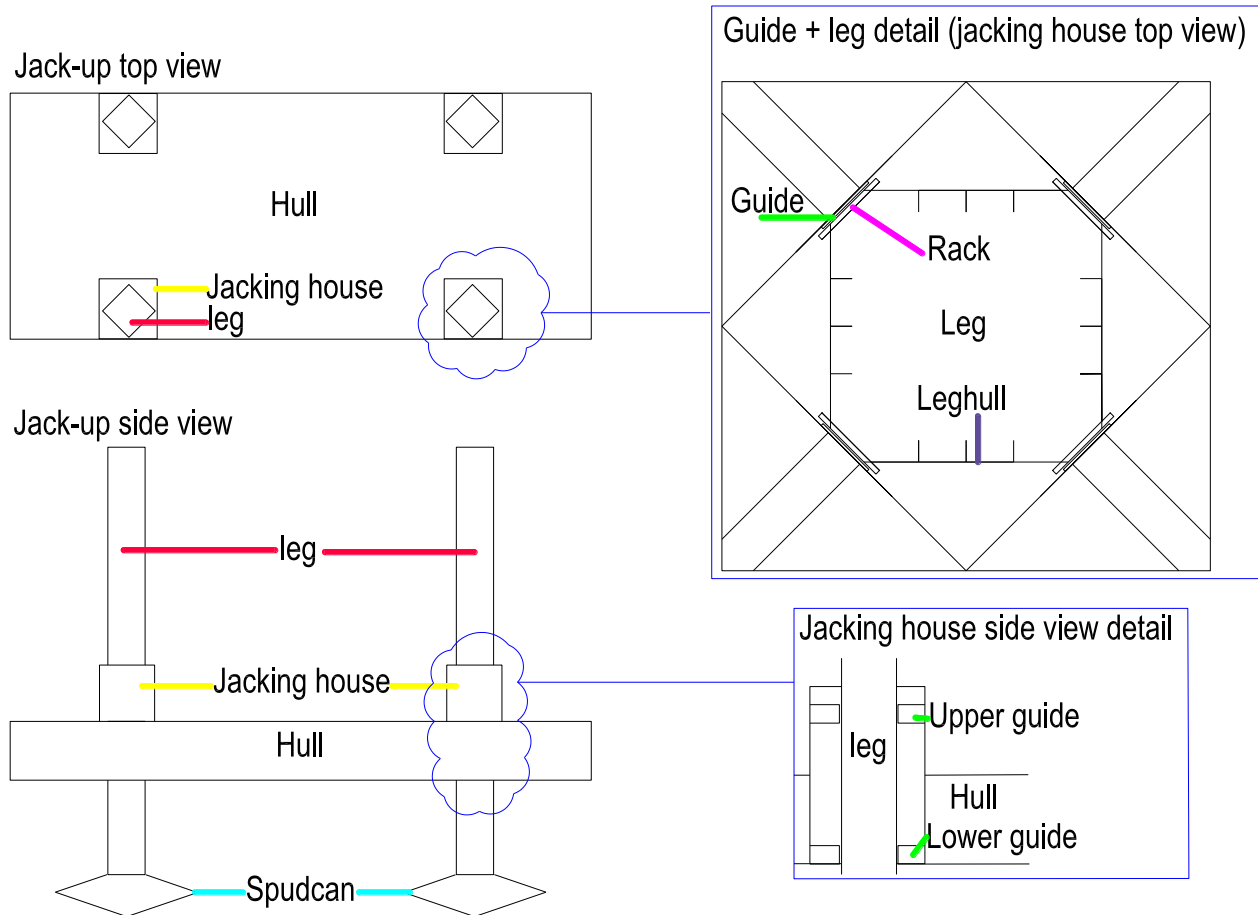 Jack-up top view
Hull
Jacking house
leg
Guide + leg detail (jacking house top view)
Guide
Rack
Leg
Leghull
Jack-up side view
leg
Jacking house
Hull
Spudcan
Jacking house side view detail
Upper guide
leg
Hull
Lower guide